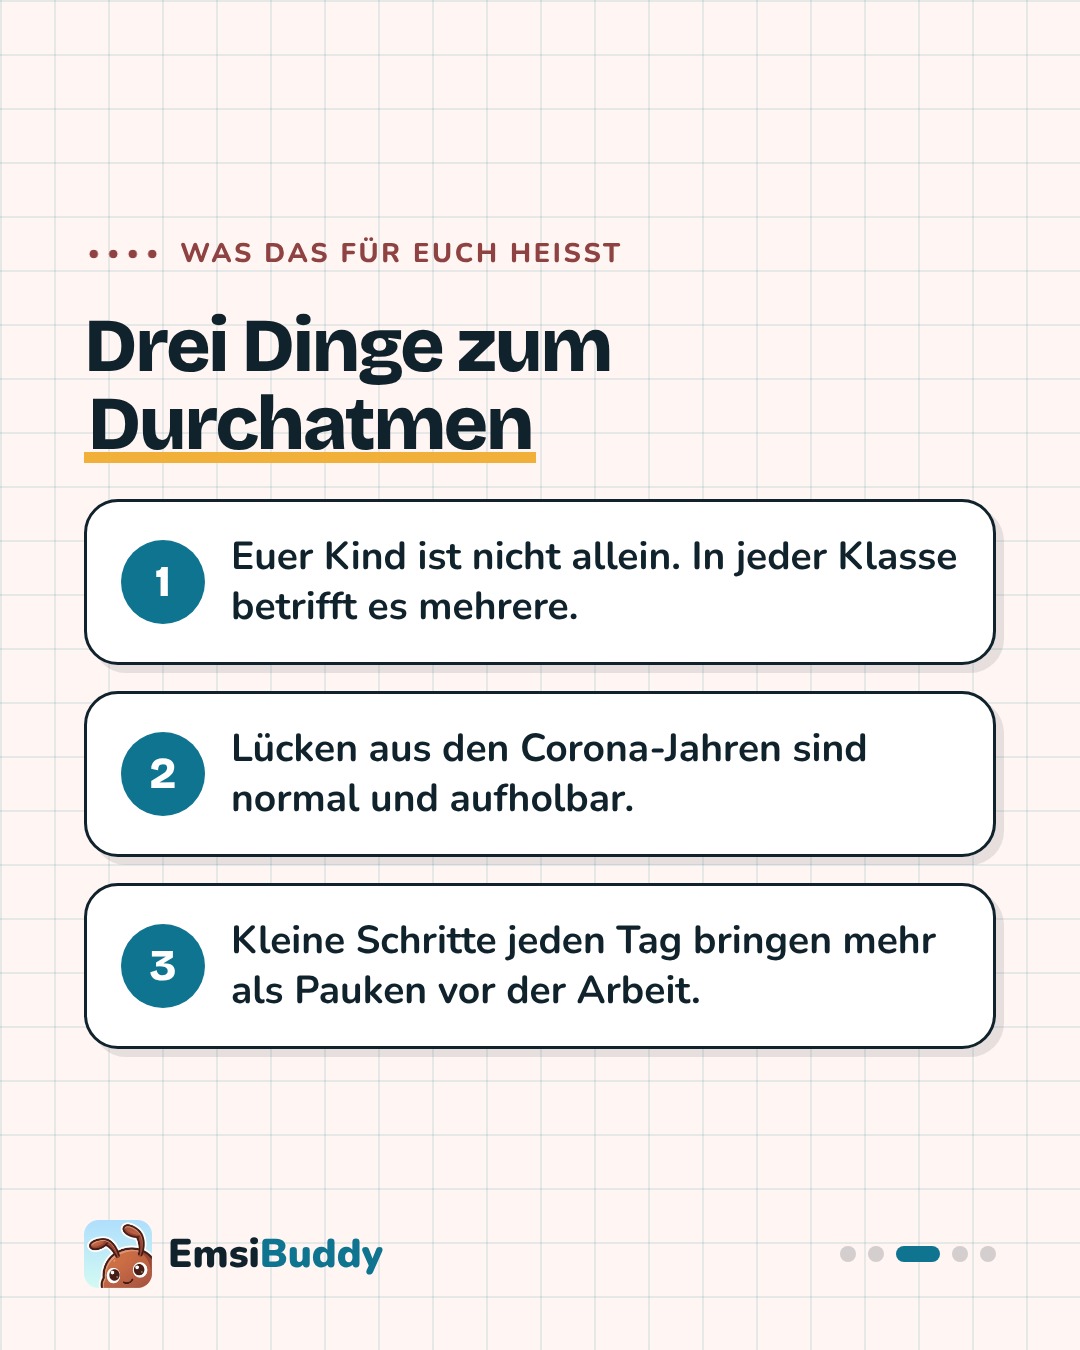 WAS DAS FÜR EUCH HEISST
Drei Dinge zum
Durchatmen
1
Euer Kind ist nicht allein. In jeder Klasse
betrifft es mehrere.
2
Lücken aus den Corona-Jahren sind
normal und aufholbar.
3
Kleine Schritte jeden Tag bringen mehr
als Pauken vor der Arbeit.
EmsiBuddy